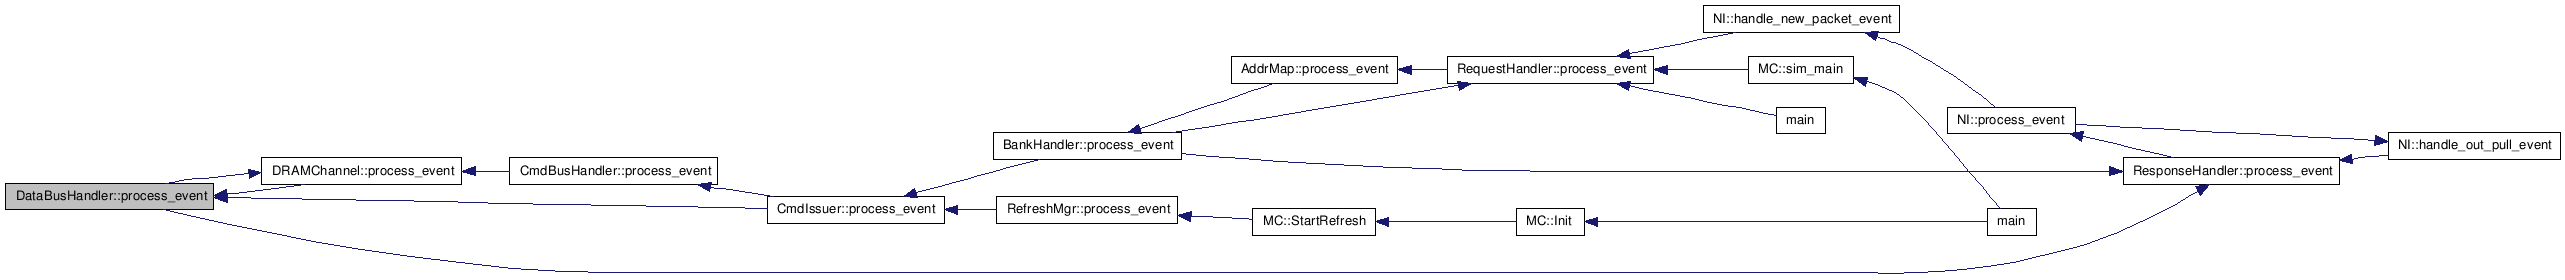 NI::handle_new_packet_event
AddrMap::process_event
RequestHandler::process_event
MC::sim_main
main
NI::process_event
BankHandler::process_event
NI::handle_out_pull_event
DRAMChannel::process_event
CmdBusHandler::process_event
ResponseHandler::process_event
DataBusHandler::process_event
CmdIssuer::process_event
RefreshMgr::process_event
MC::StartRefresh
MC::Init
main